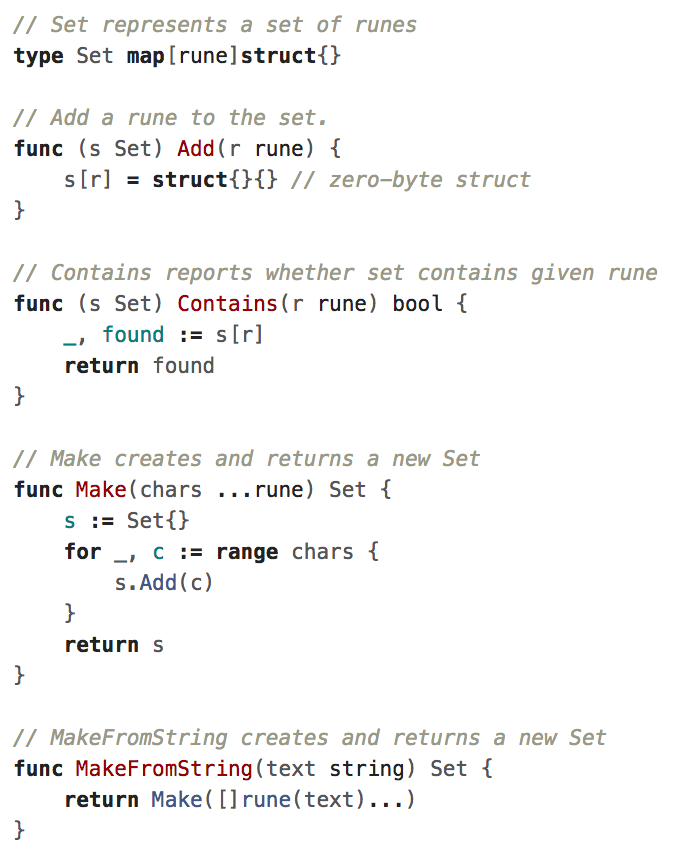 // Set represents a set of runes
type Set map[rune]struct{}
// Add a rune to the set.
func (s Set) Add(r rune) {
    s[r] = struct{}{} // zero-byte struct
}
// Contains reports whether set contains given rune
func (s Set) Contains(r rune) bool {
    _, found := s[r]
    return found
}
// Make creates and returns a new Set
func Make(chars ...rune) Set {
    s := Set{}
    for _, c := range chars {
        s.Add(c)
    }
    return s
}
// MakeFromString creates and returns a new Set
func MakeFromString(text string) Set {
    return Make([]rune(text)...)
}